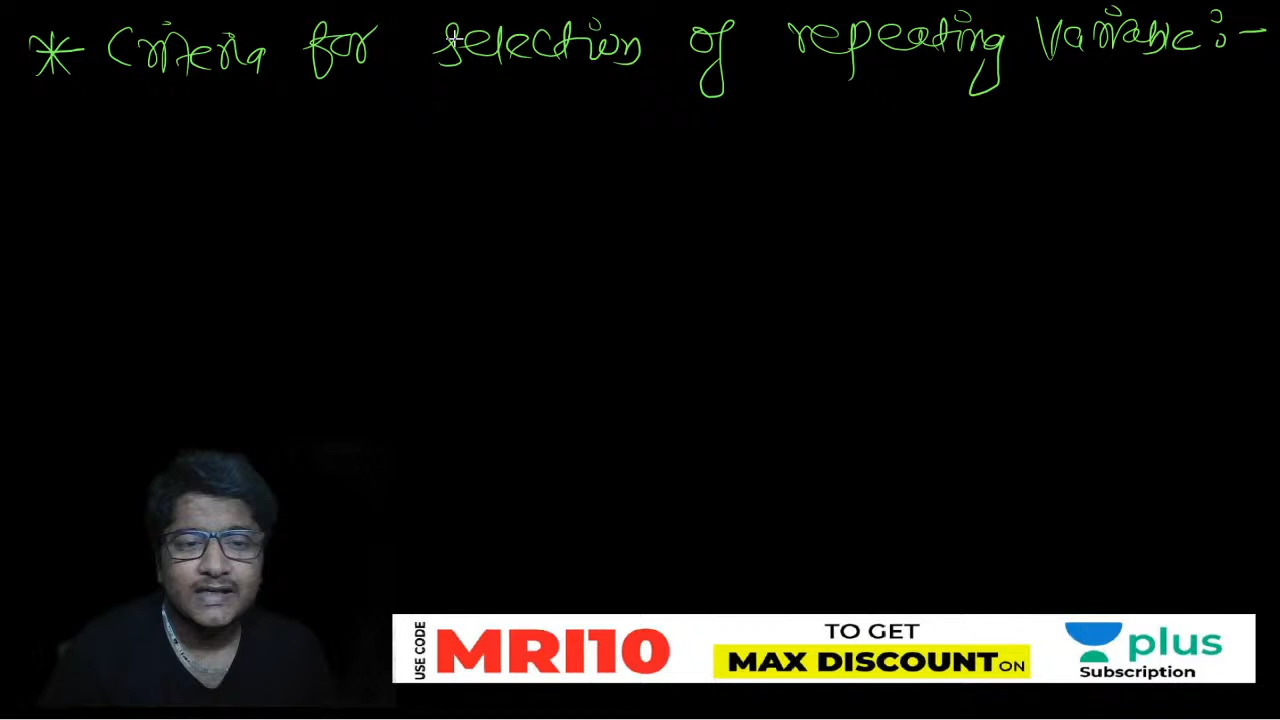 * Criteria for selection of repeating Variable :-
USE CODE
MRI10
TO GET
MAX DISCOUNT ON
plus
Subscription